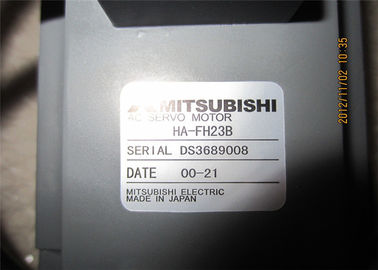 MITSUBISHI
AC SERVO MOTOR
HA-FH23B
SERIAL DS3689008
DATE 00-21
MITSUBISHI ELECTRIC
MADE IN JAPAN
2012/11/02 10:35